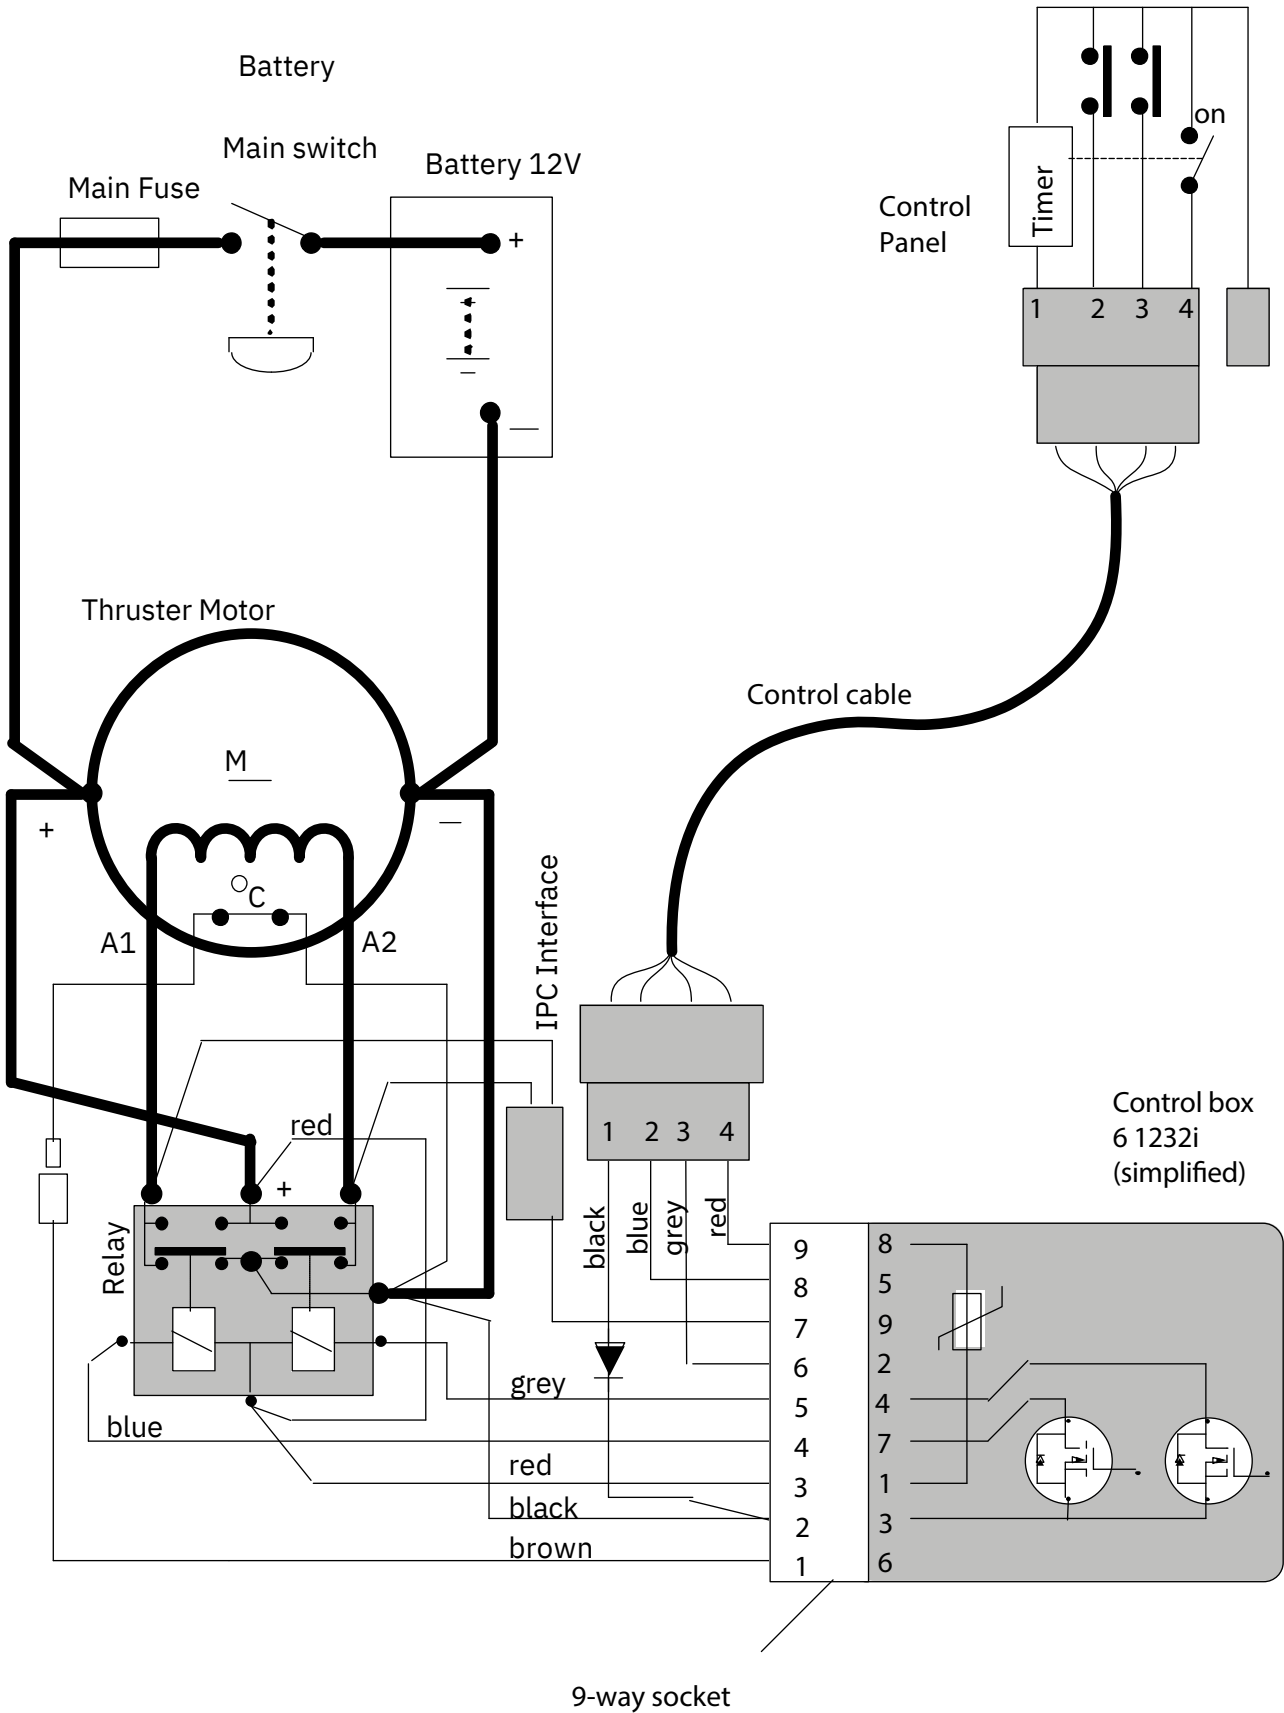 Battery
on
Main switch
Battery 12V
Main Fuse
Timer
Control
Panel
+
+
—
—
1 2 3 4
Thruster Motor
Control cable
M
+
—
°C
A1
A2
IPC Interface
Control box
6 1232i
(simplified)
red
1 2 3 4
+
black
blue
grey
red
Relay
9 8
8 5
7 9
6 2
grey
5 4
blue
4 7
red
3 1
black
2 3
brown
1 6
9-way socket